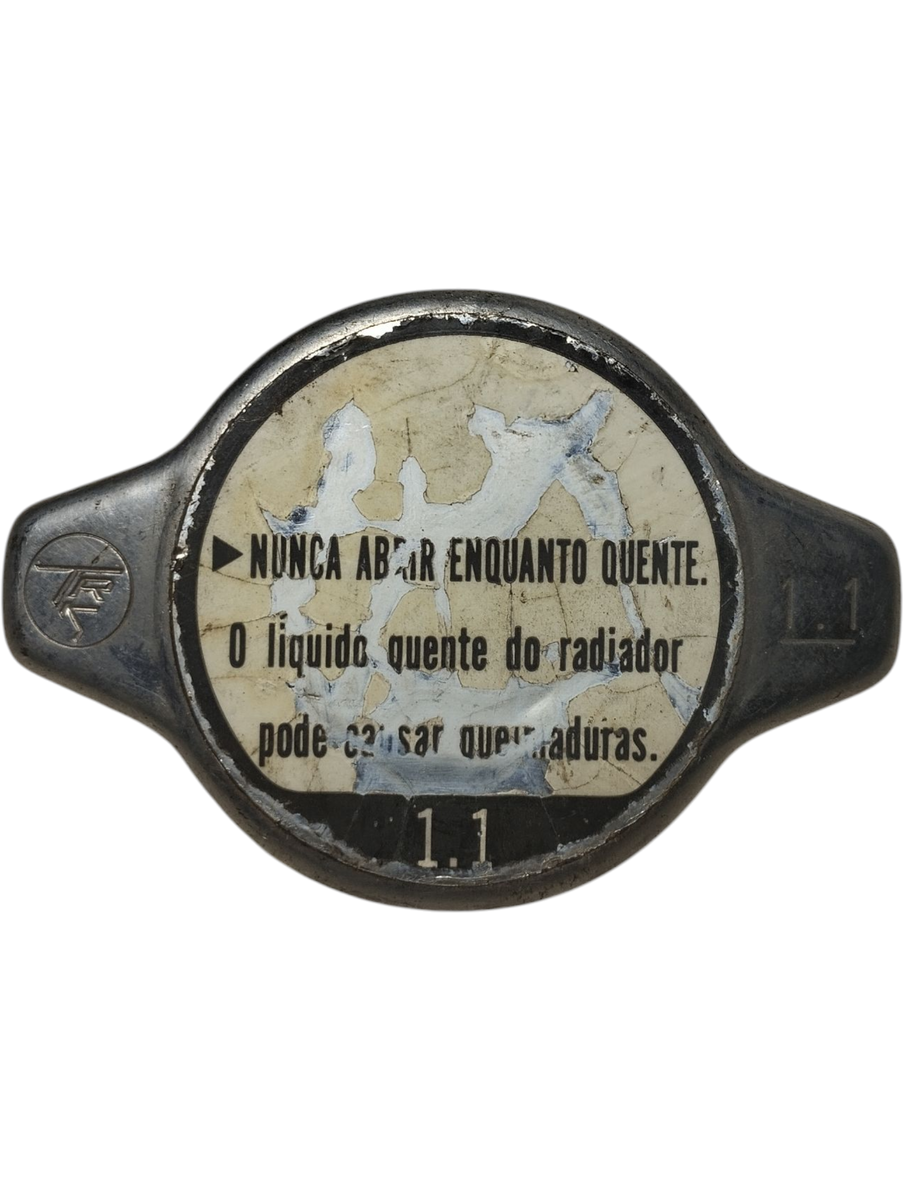 ▶ NUNCA ABRIR ENQUANTO QUENTE.
O liquido quente do radiador
pode causar queimaduras.
1.1
1.1